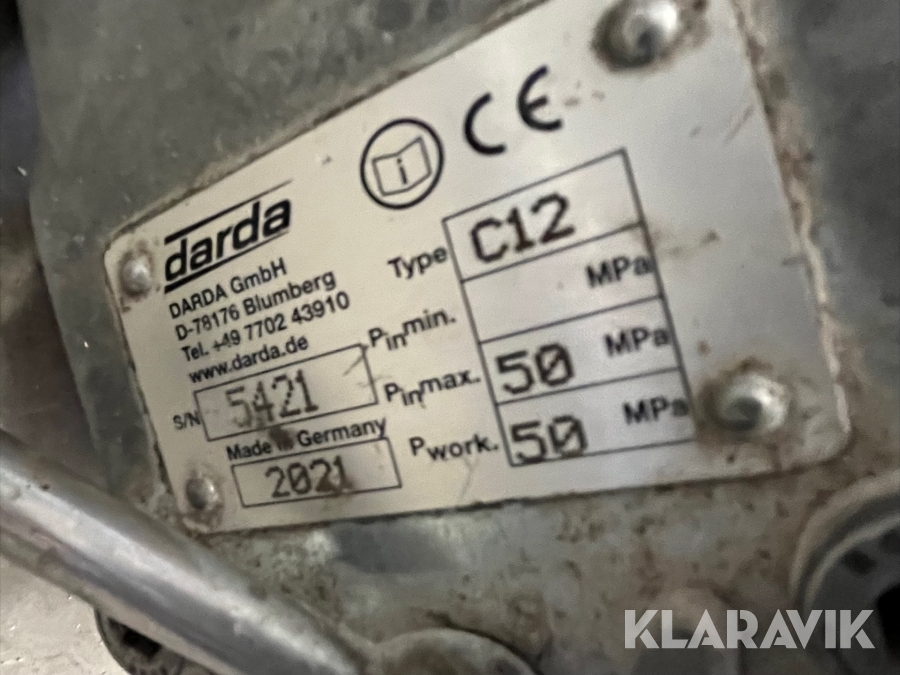 CE
darda
DARDA GmbH
D-78176 Blumberg
Tel. +49 7702 43910
www.darda.de
S/N 5421
Made in Germany
2021
Type C12
Pin min. MPa
Pin max. 50 MPa
Pwork. 50 MPa
KLARAVIK